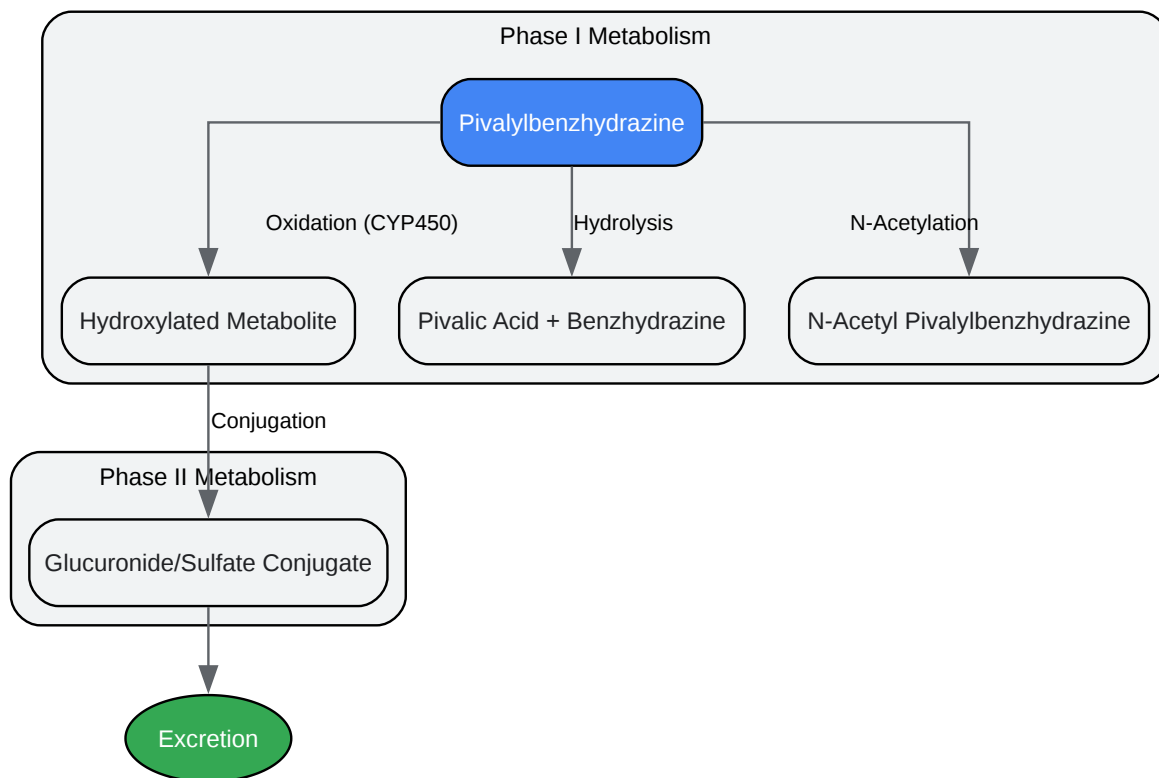 Phase I Metabolism
Pivalylbenzhydrazine
Oxidation (CYP450)
Hydrolysis
N-Acetylation
Hydroxylated Metabolite
Pivalic Acid + Benzhydrazine
N-Acetyl Pivalylbenzhydrazine
Conjugation
Phase II Metabolism
Glucuronide/Sulfate Conjugate
Excretion